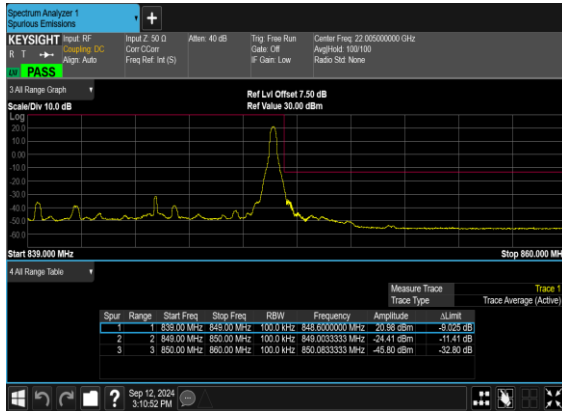 Spectrum Analyzer 1
Spurious Emissions
+
KEYSIGHT Input: RF Input Z: 50 Ω Atten: 40 dB Trig: Free Run Center Freq: 22.005000000 GHz
R T Coupling: DC Corr CCorr Gate: Off Avg|Hold: 100/100
Align: Auto Freq Ref: Int (S) IF Gain: Low Radio Std: None
PASS
3 All Range Graph
Ref Lvl Offset 7.50 dB
Scale/Div 10.0 dB Ref Value 30.00 dBm
Log
20.0
10.0
0.00
-10.0
-20.0
-30.0
-40.0
-50.0
-60.0
Start 839.000 MHz Stop 860.000 MH
4 All Range Table
Measure Trace Trace 1
Trace Type Trace Average (Active)
Spur Range Start Freq Stop Freq RBW Frequency Amplitude ΔLimit
1 1 839.00 MHz 849.00 MHz 100.0 kHz 848.6000000 MHz 20.98 dBm -9.025 dB
2 2 849.00 MHz 850.00 MHz 100.0 kHz 849.0033333 MHz -24.41 dBm -11.41 dB
3 3 850.00 MHz 860.00 MHz 100.0 kHz 850.0833333 MHz -45.80 dBm -32.80 dB
?
Sep 12, 2024
3:10:52 PM